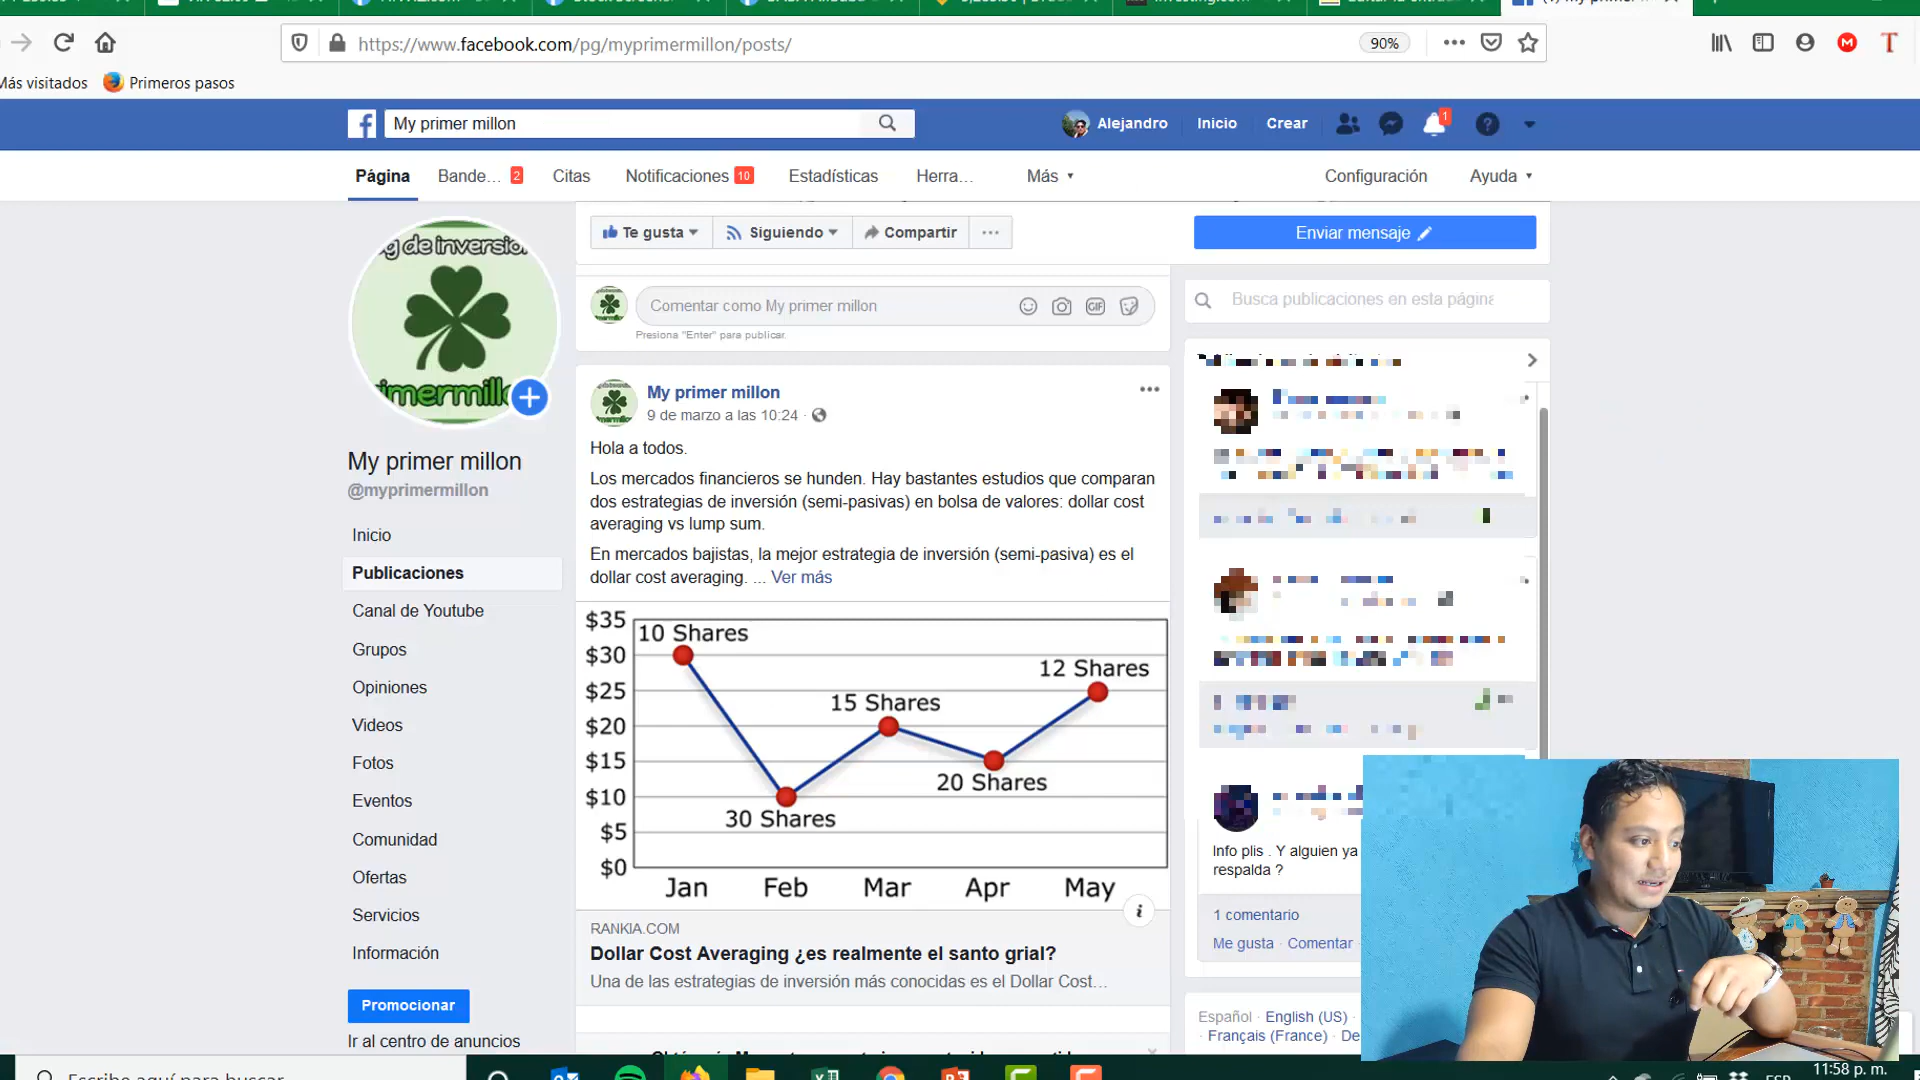 https://www.facebook.com/pg/myprimermillon/posts/
90%
Más visitados
Primeros pasos
My primer millon
Alejandro
Inicio
Crear
1
Página
Bande... 2
Citas
Notificaciones 10
Estadísticas
Herra...
Más
Configuración
Ayuda
Te gusta
Siguiendo
Compartir
Enviar mensaje
Comentar como My primer millon
GIF
Presiona "Enter" para publicar.
Busca publicaciones en esta página
My primer millon
@myprimermillon
Inicio
Publicaciones
Canal de Youtube
Grupos
Opiniones
Videos
Fotos
Eventos
Comunidad
Ofertas
Servicios
Información
Promocionar
Ir al centro de anuncios
My primer millon
9 de marzo a las 10:24 ·
Hola a todos.
Los mercados financieros se hunden. Hay bastantes estudios que comparan
dos estrategias de inversión (semi-pasivas) en bolsa de valores: dollar cost
averaging vs lump sum.
En mercados bajistas, la mejor estrategia de inversión (semi-pasiva) es el
dollar cost averaging. ... Ver más
$35
$30
$25
$20
$15
$10
$5
$0
10 Shares
30 Shares
15 Shares
20 Shares
12 Shares
Jan
Feb
Mar
Apr
May
RANKIA.COM
Dollar Cost Averaging ¿es realmente el santo grial?
Una de las estrategias de inversión más conocidas es el Dollar Cost...
Info plis . Y alguien ya
respalda ?
1 comentario
Me gusta · Comentar ·
Español · English (US) ·
Français (France) · De
Escribe aquí para buscar
ESP
11:58 p. m.